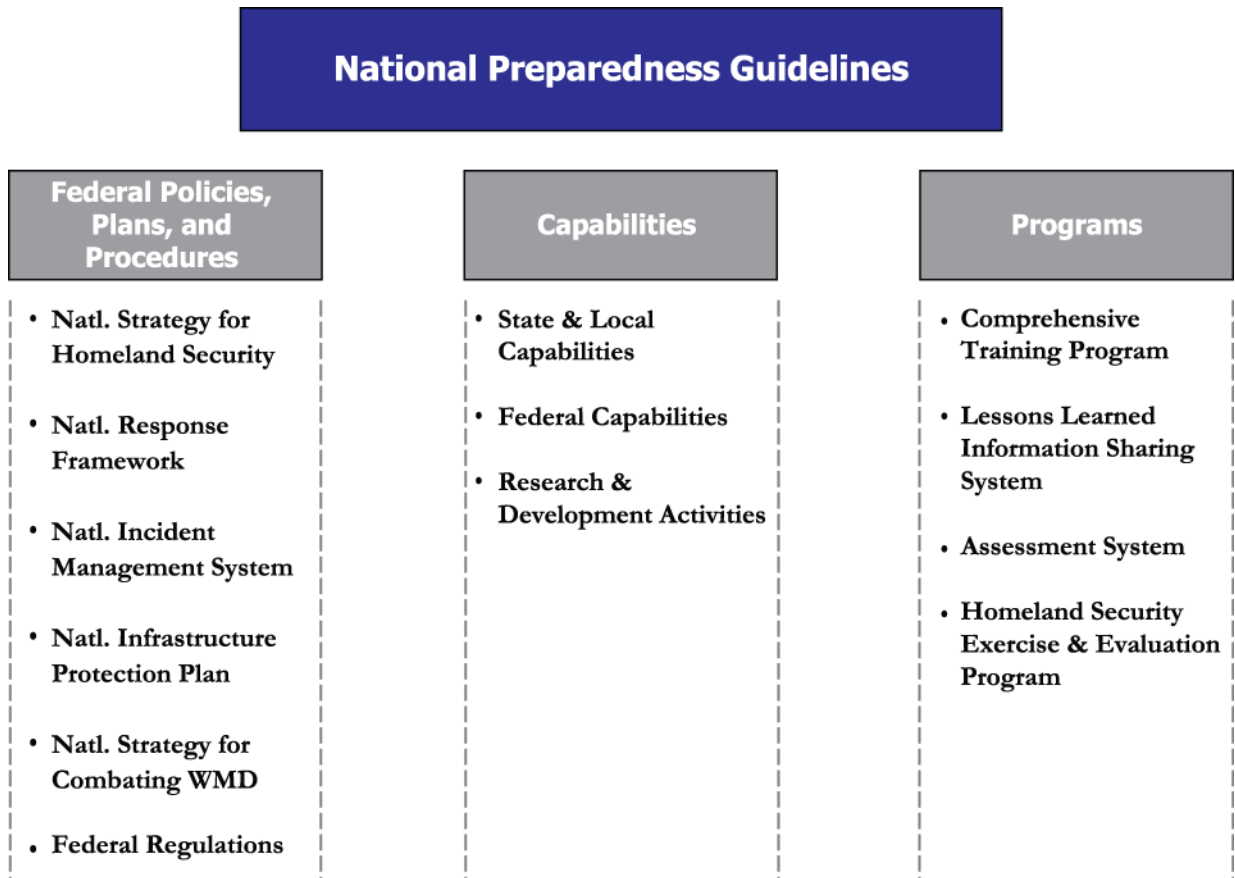 National Preparedness Guidelines
Federal Policies,
Plans, and
Procedures
• Natl. Strategy for
Homeland Security
• Natl. Response
Framework
• Natl. Incident
Management System
• Natl. Infrastructure
Protection Plan
• Natl. Strategy for
Combating WMD
• Federal Regulations
Capabilities
• State & Local
Capabilities
• Federal Capabilities
• Research &
Development Activities
Programs
• Comprehensive
Training Program
• Lessons Learned
Information Sharing
System
• Assessment System
• Homeland Security
Exercise & Evaluation
Program